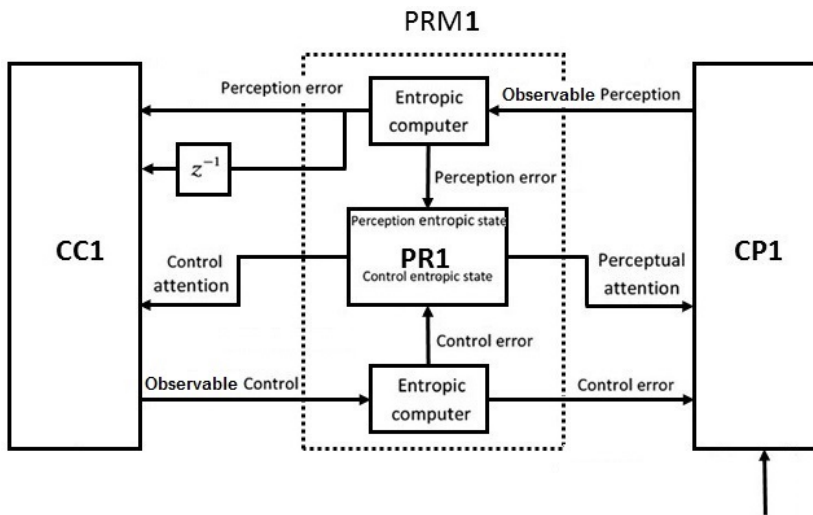 PRM1
Perception error
Entropic
computer
Observable Perception
z⁻¹
Perception error
CC1
Perception entropic state
PR1
Control entropic state
Control
attention
Perceptual
attention
CP1
Control error
Observable Control
Entropic
computer
Control error